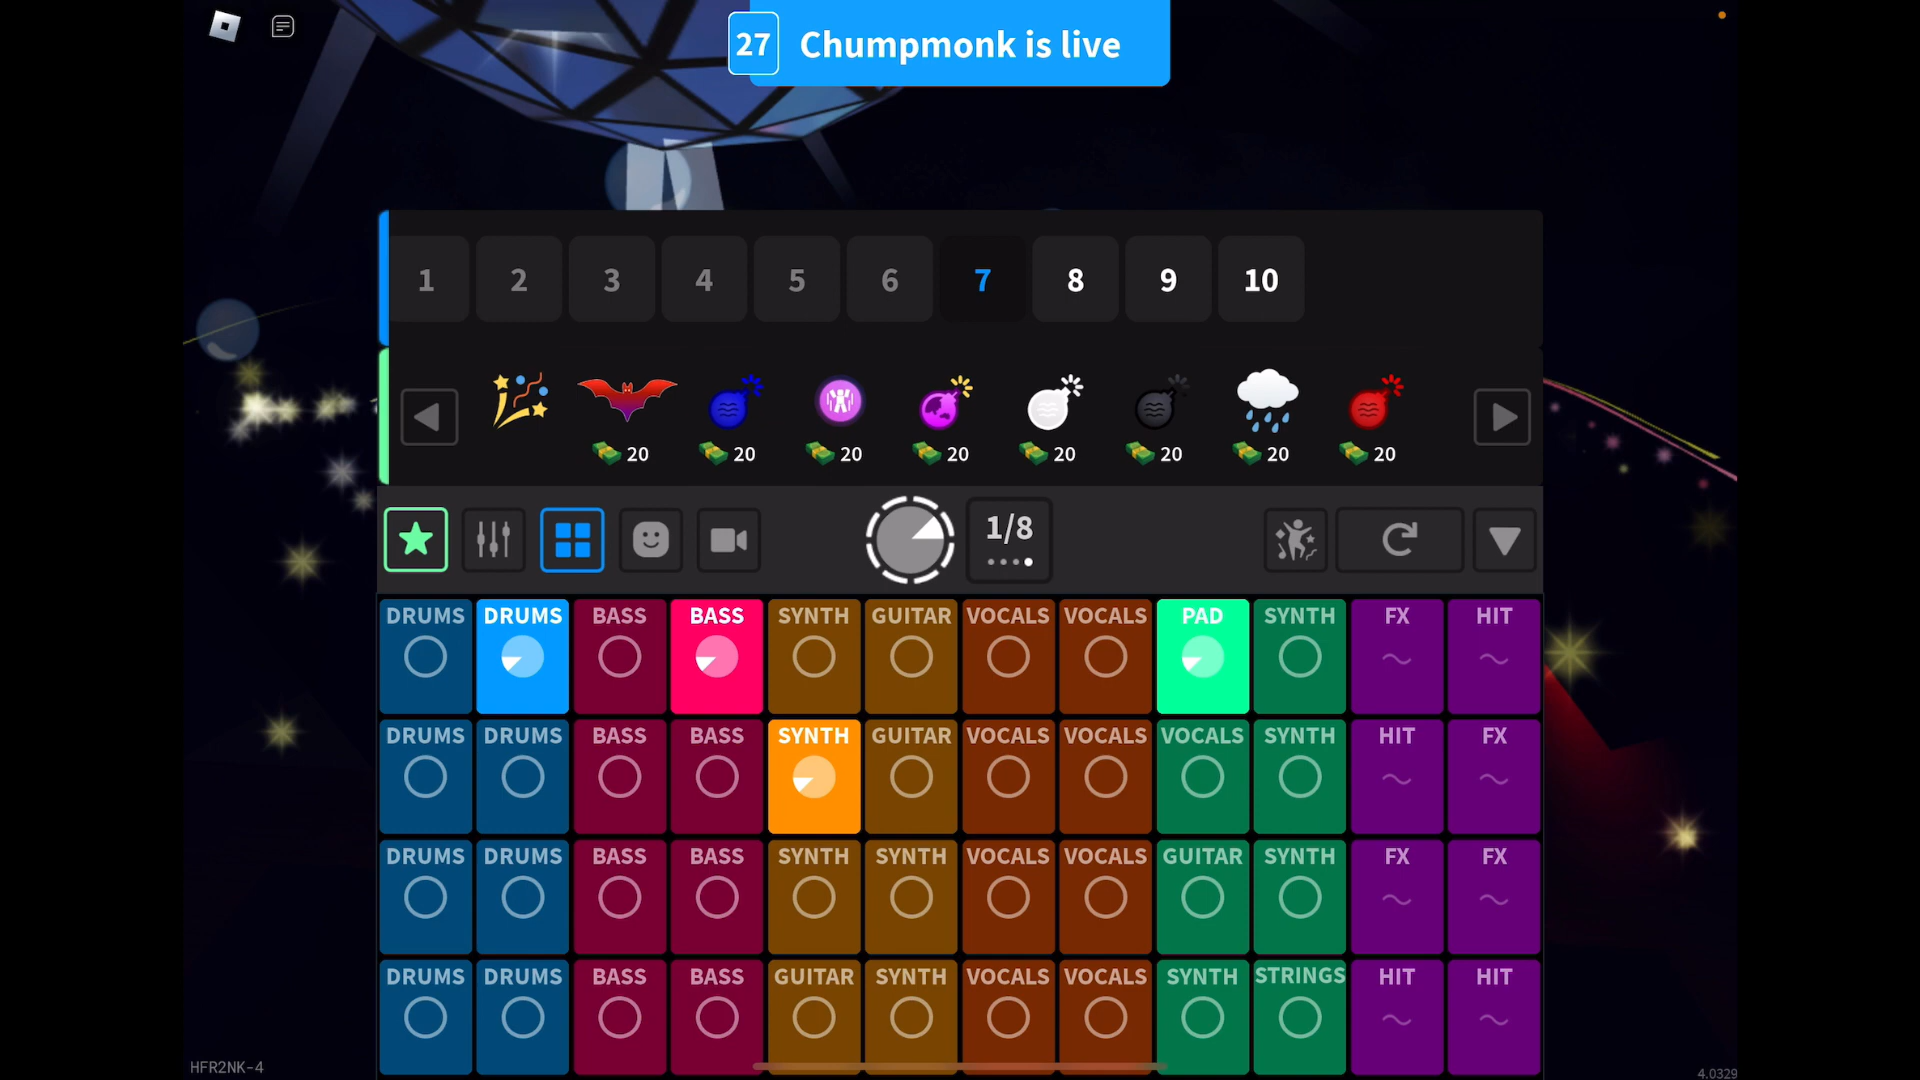 27 Chumpmonk is live
1 2 3 4 5 6 7 8 9 10
20 20 20 20 20 20 20 20
1/8
DRUMS DRUMS BASS BASS SYNTH GUITAR VOCALS VOCALS PAD SYNTH FX HIT
DRUMS DRUMS BASS BASS SYNTH GUITAR VOCALS VOCALS VOCALS SYNTH HIT FX
DRUMS DRUMS BASS BASS SYNTH SYNTH VOCALS VOCALS GUITAR SYNTH FX FX
DRUMS DRUMS BASS BASS GUITAR SYNTH VOCALS VOCALS SYNTH STRINGS HIT HIT
HFR2NK-4
4.0329